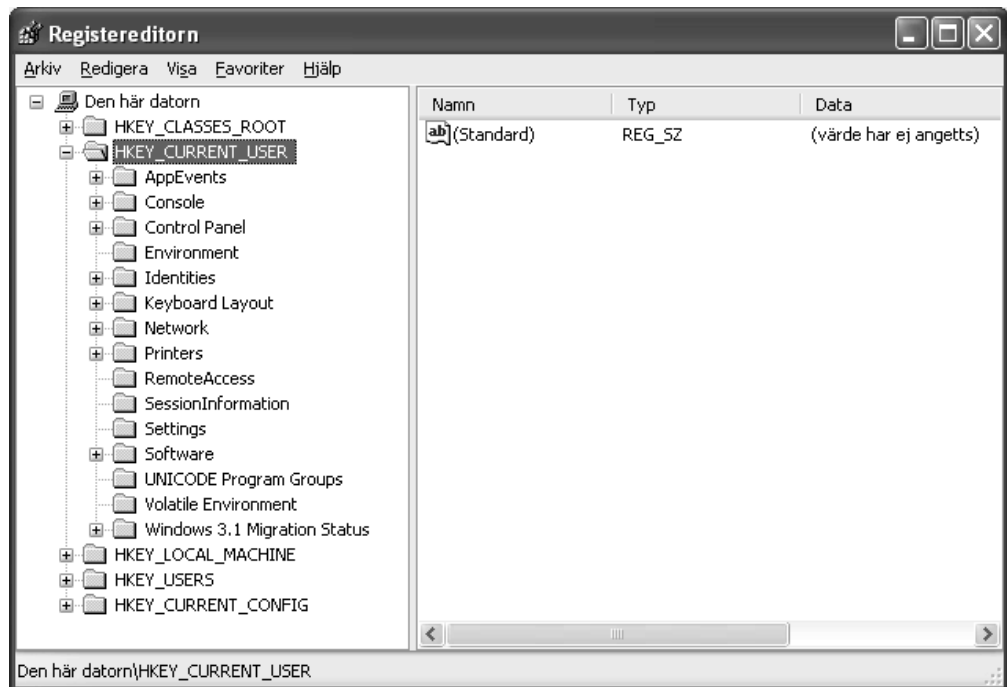 Registereditorn
Arkiv Redigera Visa Favoriter Hjälp
Den här datorn
HKEY_CLASSES_ROOT
HKEY_CURRENT_USER
AppEvents
Console
Control Panel
Environment
Identities
Keyboard Layout
Network
Printers
RemoteAccess
SessionInformation
Settings
Software
UNICODE Program Groups
Volatile Environment
Windows 3.1 Migration Status
HKEY_LOCAL_MACHINE
HKEY_USERS
HKEY_CURRENT_CONFIG
Namn Typ Data
ab (Standard) REG_SZ (värde har ej angetts)
Den här datorn\HKEY_CURRENT_USER